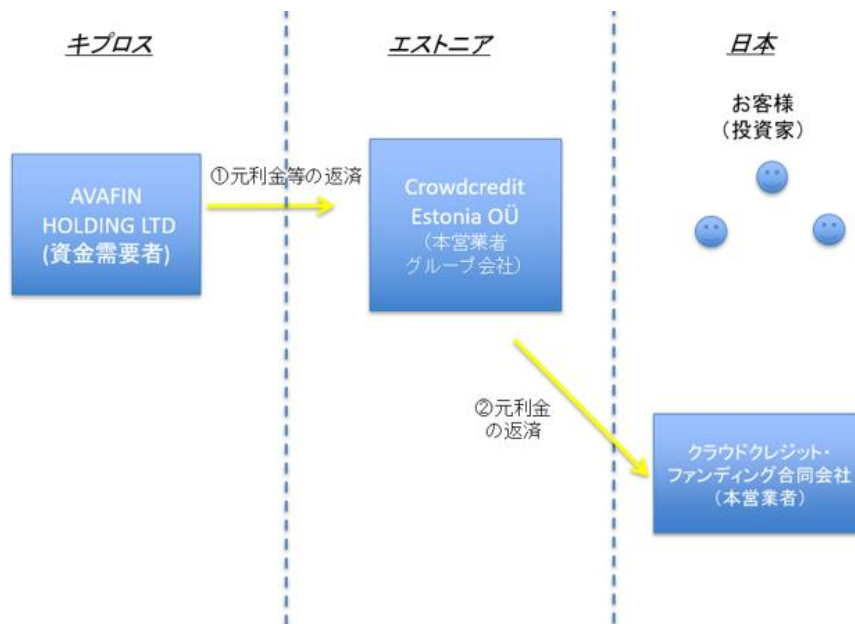 キプロス
エストニア
日本
お客様
（投資家）
AVAFIN
HOLDING LTD
(資金需要者)
①元利金等の返済
Crowdcredit
Estonia OÜ
（本営業者
グループ会社）
②元利金
の返済
クラウドクレジット・
ファンディング合同会社
（本営業者）